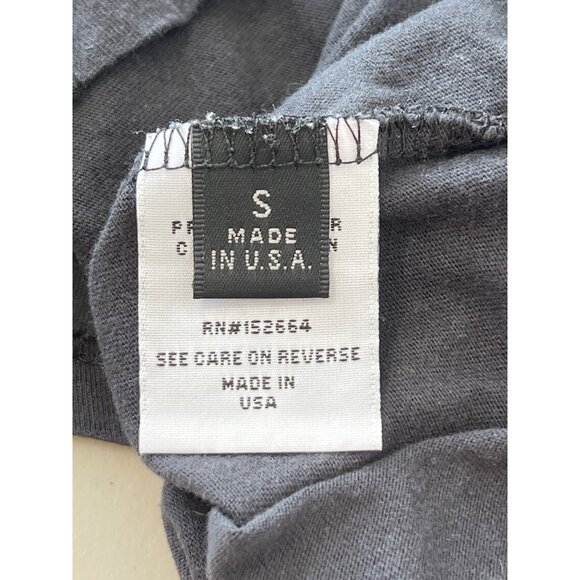 S
MADE
IN U.S.A.
RN#152664
SEE CARE ON REVERSE
MADE IN
USA